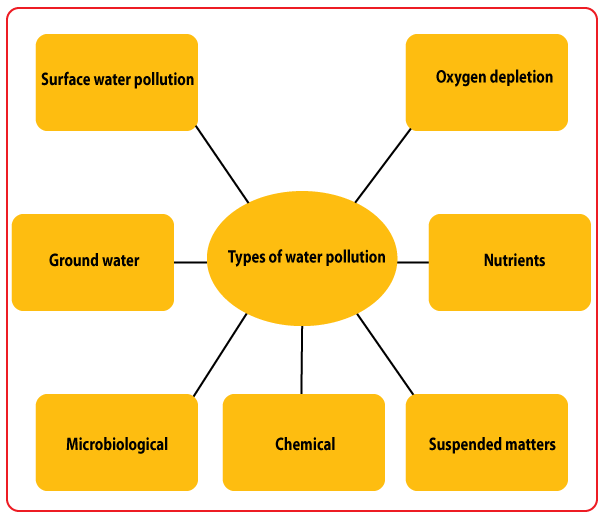 Surface water pollution
Oxygen depletion
Types of water pollution
Ground water
Nutrients
Microbiological
Chemical
Suspended matters